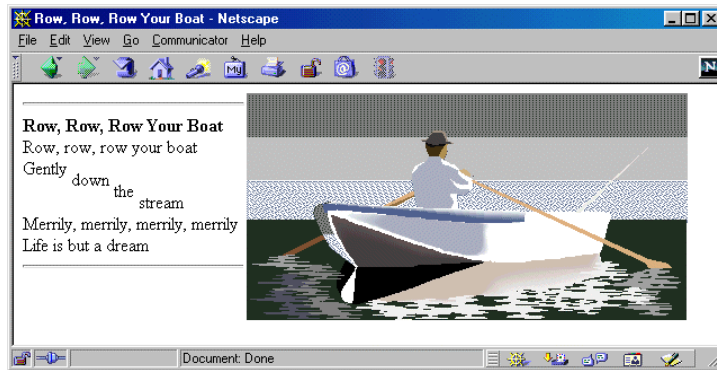 Row, Row, Row Your Boat - Netscape
File Edit View Go Communicator Help
My
N
Row, Row, Row Your Boat
Row, row, row your boat
Gently
down
the
stream
Merrily, merrily, merrily, merrily
Life is but a dream
Document: Done